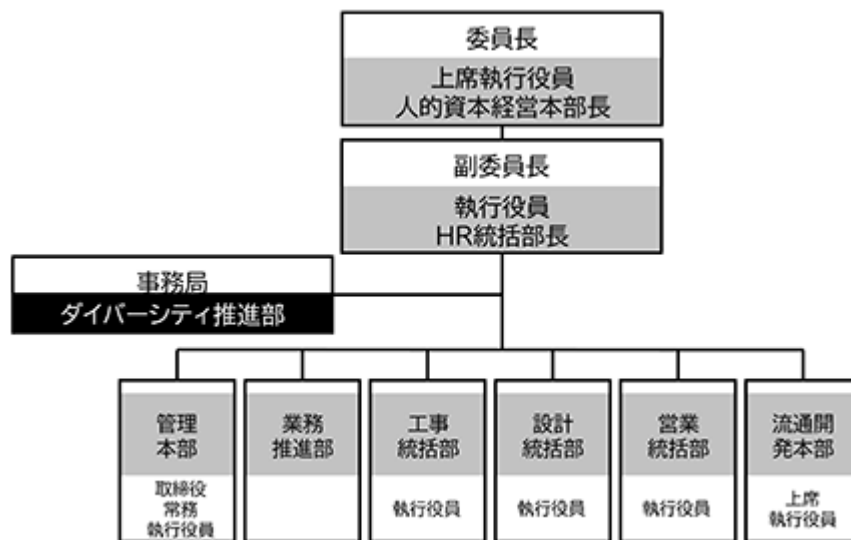 委員長
上席執行役員
人的資本経営本部長
副委員長
執行役員
HR統括部長
事務局
ダイバーシティ推進部
管理
本部
取締役
常務
執行役員
業務
推進部
工事
統括部
執行役員
設計
統括部
執行役員
営業
統括部
執行役員
流通開
発本部
上席
執行役員